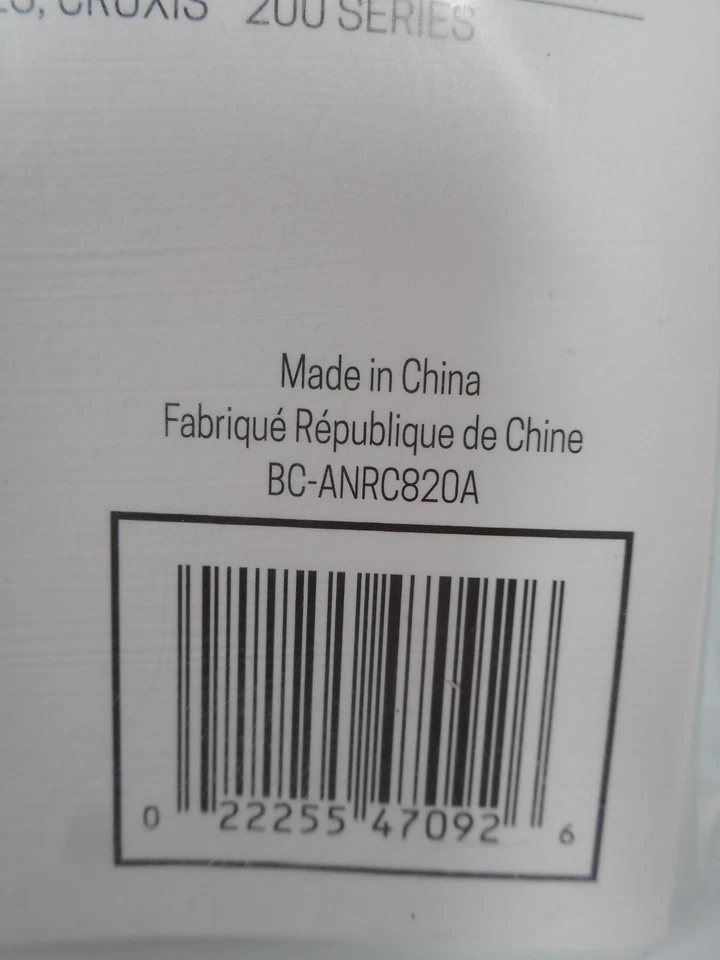 CRUXIS 200 SERIES
Made in China
Fabriqué République de Chine
BC-ANRC820A
0 22255 47092 6